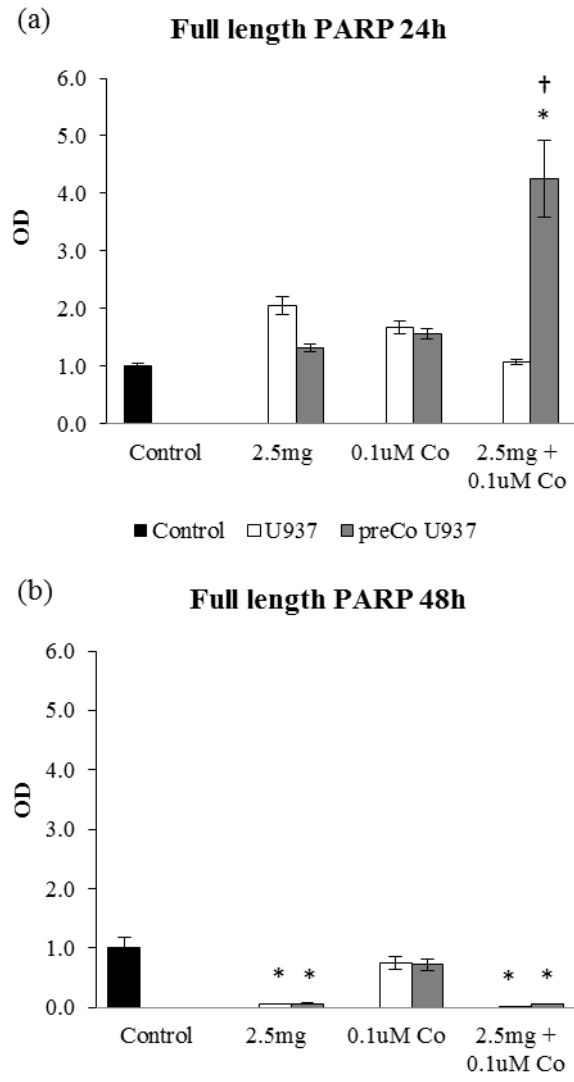 (a)
Full length PARP 24h
6.0
5.0
4.0
3.0
2.0
1.0
0.0
OD
†
*
Control
2.5mg
0.1uM Co
2.5mg +
0.1uM Co
Control U937 preCo U937
(b)
Full length PARP 48h
6.0
5.0
4.0
3.0
2.0
1.0
0.0
OD
* * * *
Control
2.5mg
0.1uM Co
2.5mg +
0.1uM Co